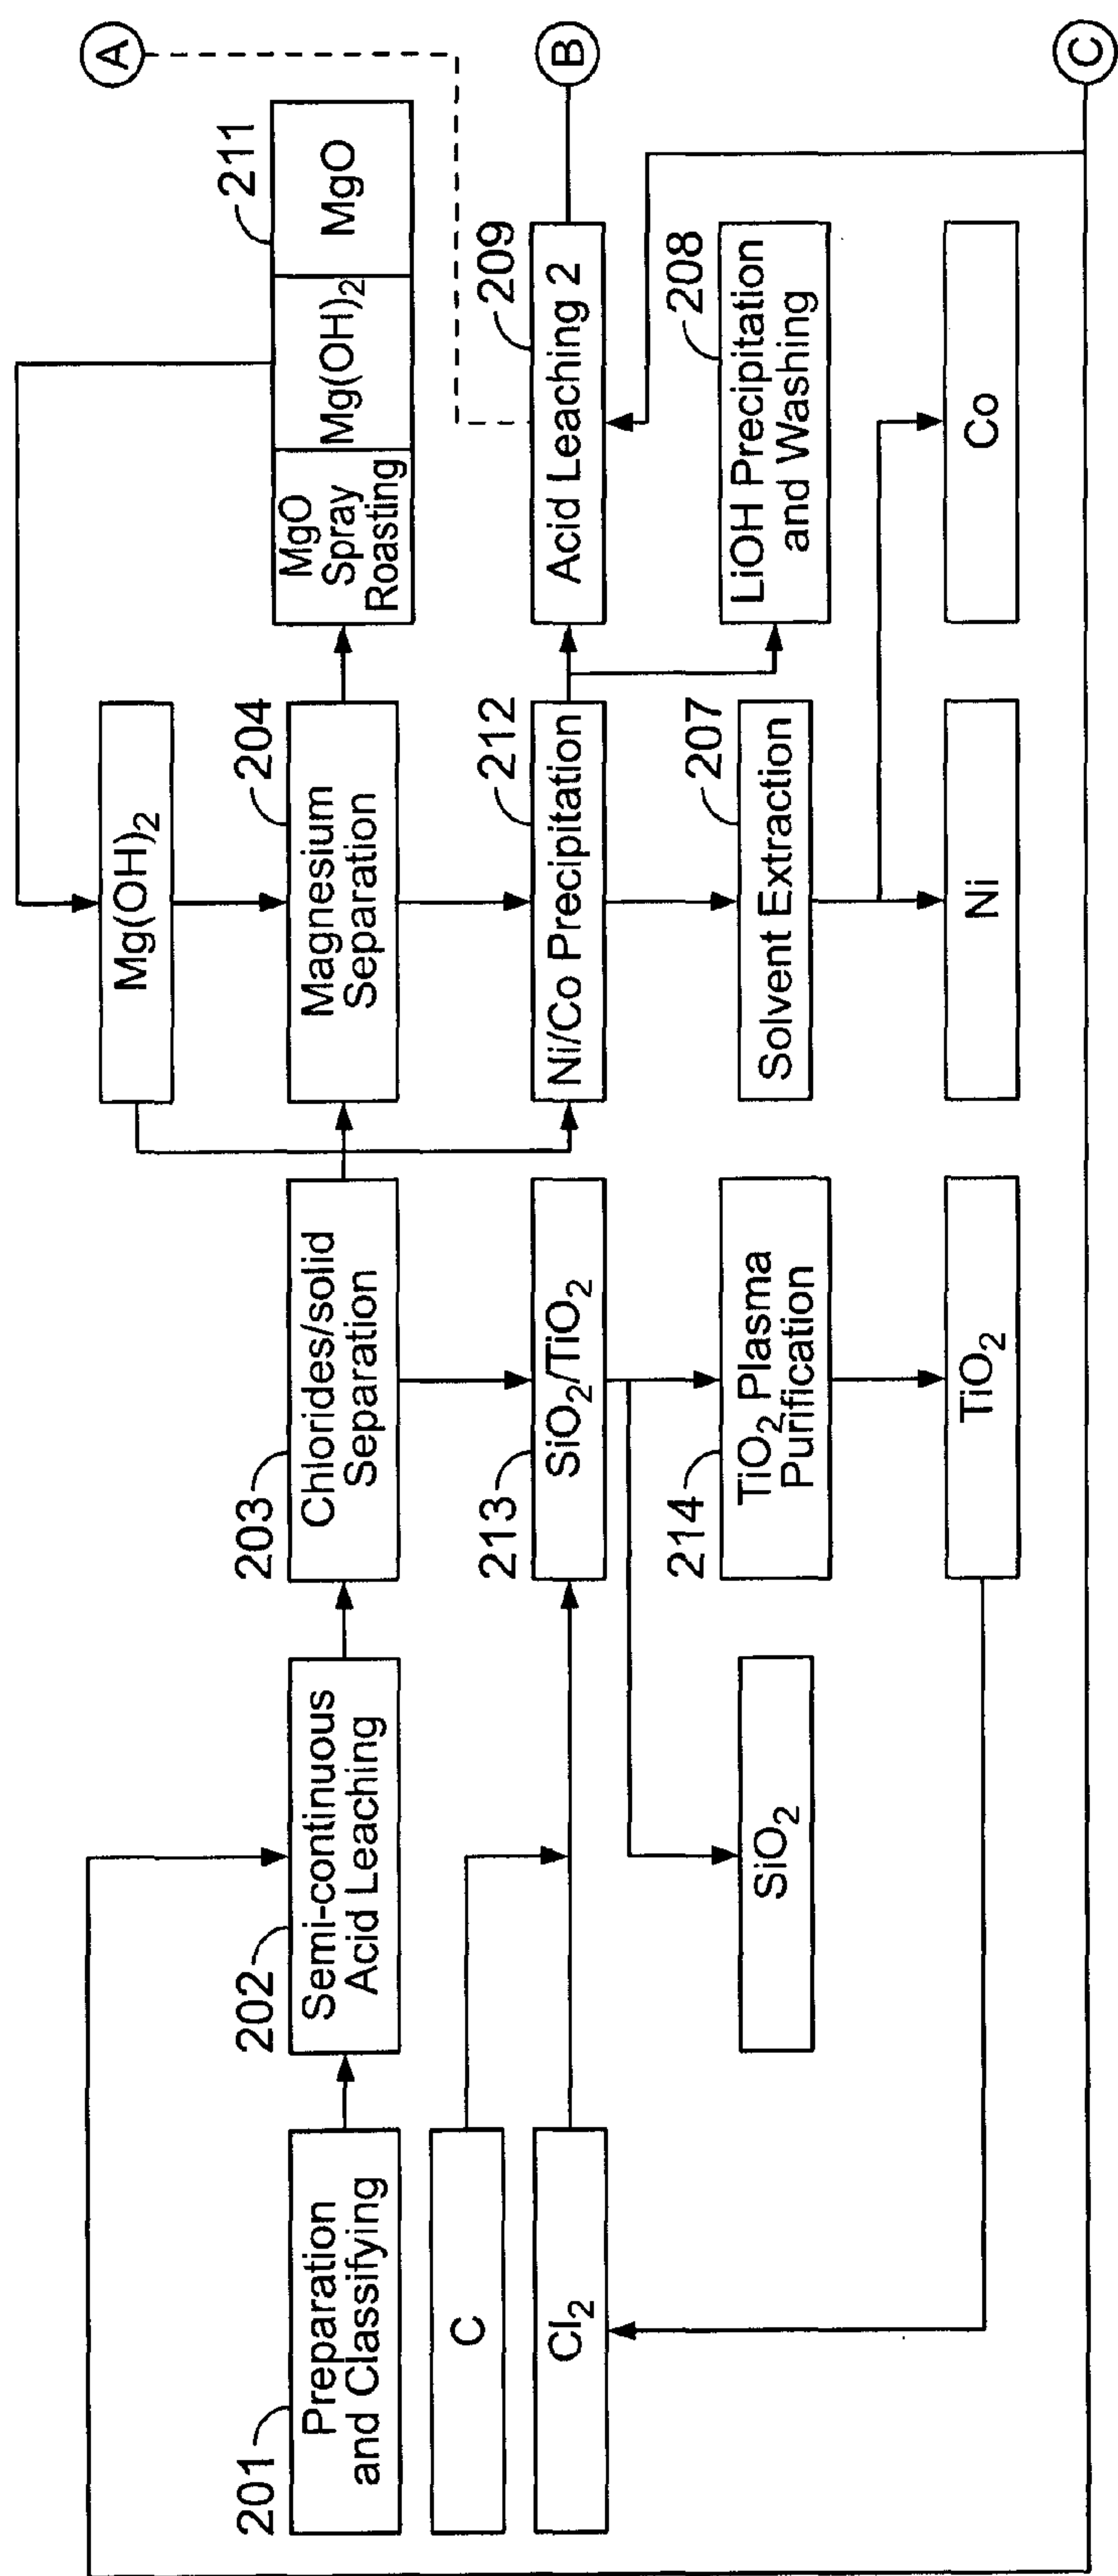 A
Mg(OH)2
211
MgO
Spray
Roasting
Mg(OH)2
MgO
201
Preparation
and Classifying
202
Semi-continuous
Acid Leaching
203
Chlorides/solid
Separation
204
Magnesium
Separation
C
Cl2
213
SiO2/TiO2
212
Ni/Co Precipitation
209
Acid Leaching 2
B
SiO2
214
TiO2 Plasma
Purification
207
Solvent Extraction
208
LiOH Precipitation
and Washing
TiO2
Ni
Co
C